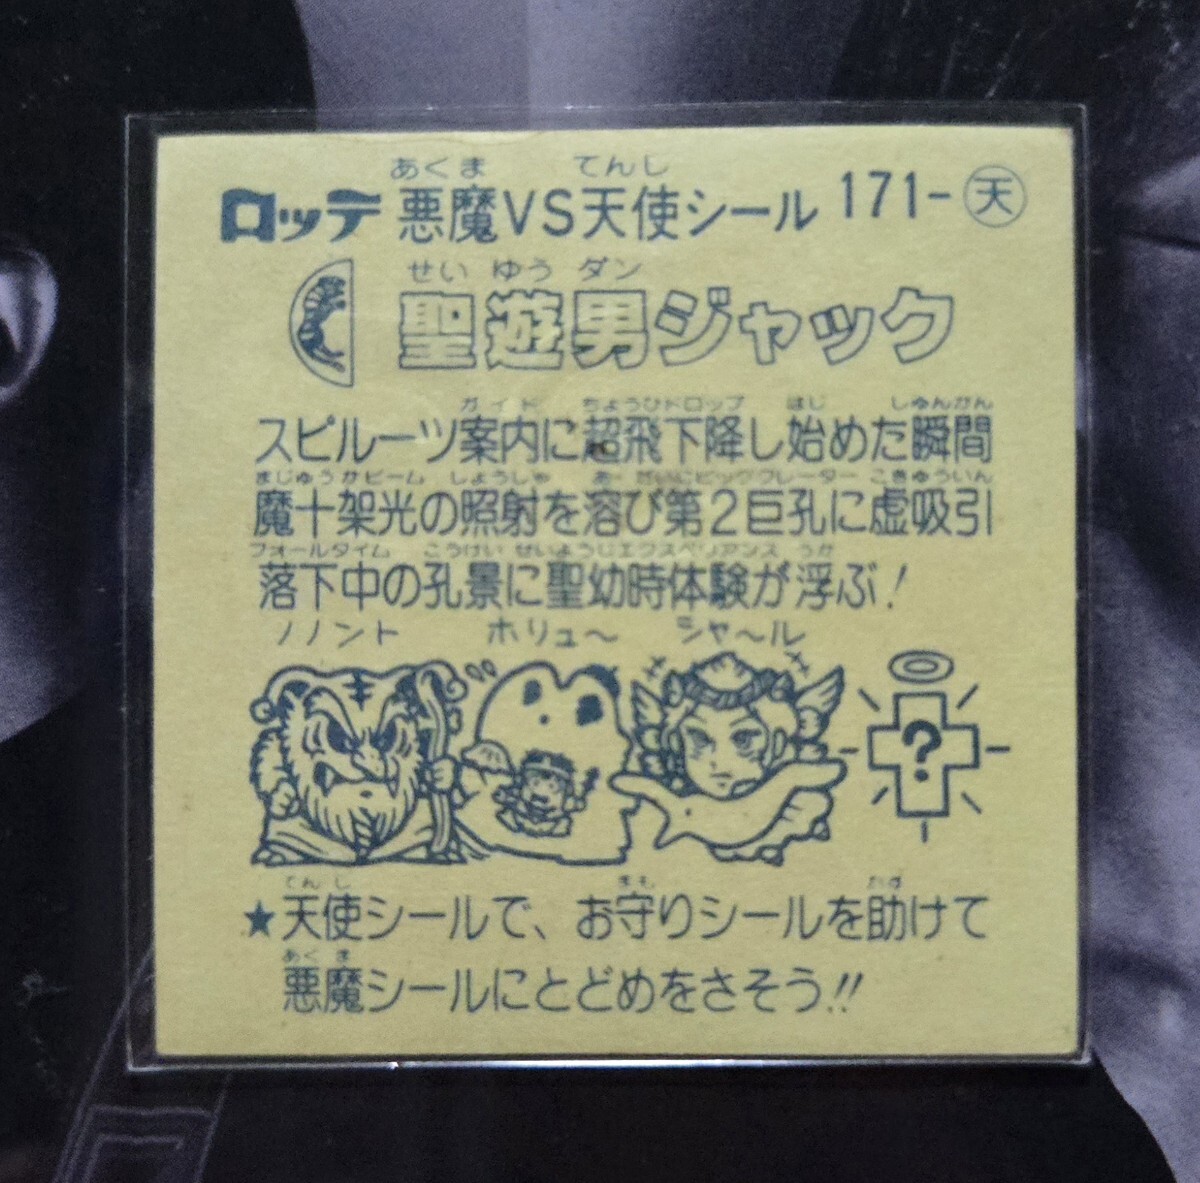 あくま てんし
ロッテ 悪魔VS天使シール 171-天
せい ゆう ダン
聖遊男ジャック
ガイド ちょうひドロップ はじ しゅんかん
スピルーツ案内に超飛下降し始めた瞬間
まじゅうかビーム しょうしゃ あ だいにビッグクレーター こきゅういん
魔十架光の照射を溶び第2巨孔に虚吸引
フォールタイム こうけい せいようじエクスペリアンス うか
落下中の孔景に聖幼時体験が浮ぶ!
ノノント ホリュ〜 シャ〜ル
?
てんし まも たす
★天使シールで、お守りシールを助けて
あくま
悪魔シールにとどめをさそう!!